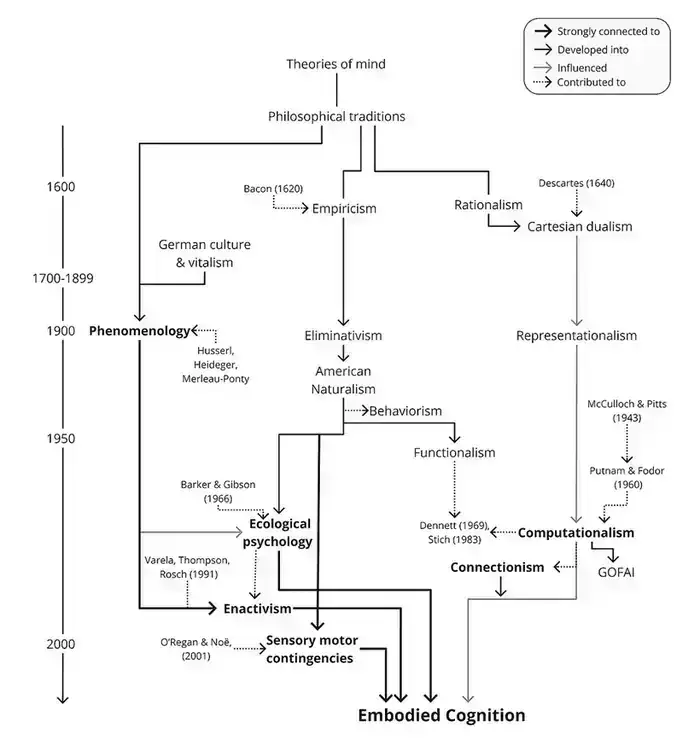 Strongly connected to
Developed into
Influenced
Contributed to
Theories of mind
Philosophical traditions
1600
Bacon (1620)
Empiricism
Rationalism
Descartes (1640)
Cartesian dualism
German culture
& vitalism
1700-1899
1900
Phenomenology
Husserl,
Heideger,
Merleau-Ponty
Eliminativism
American
Naturalism
Representationalism
Behaviorism
McCulloch & Pitts
(1943)
1950
Functionalism
Putnam & Fodor
(1960)
Barker & Gibson
(1966)
Ecological
psychology
Dennett (1969),
Stich (1983)
Computationalism
Varela, Thompson,
Rosch (1991)
Connectionism
GOFAI
Enactivism
2000
O'Regan & Noë,
(2001)
Sensory motor
contingencies
Embodied Cognition